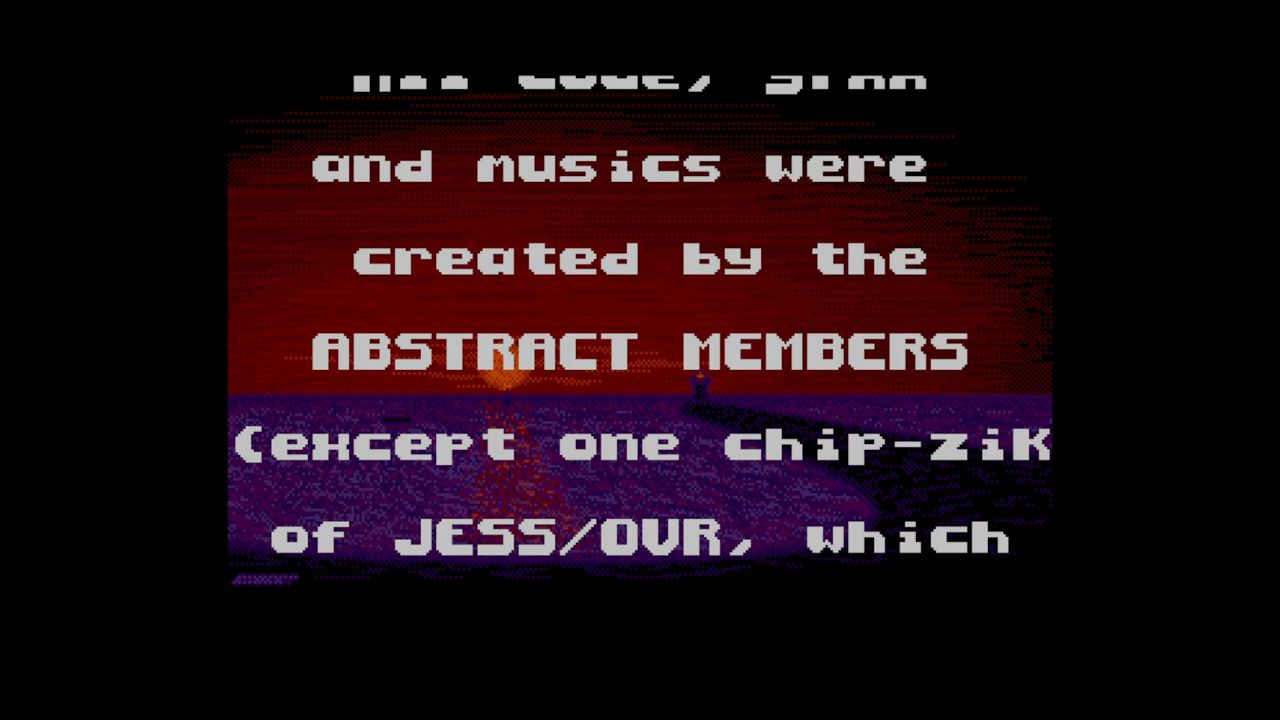 and musics were
created by the
ABSTRACT MEMBERS
(except one chip-ziK
of JESS/OVR, which